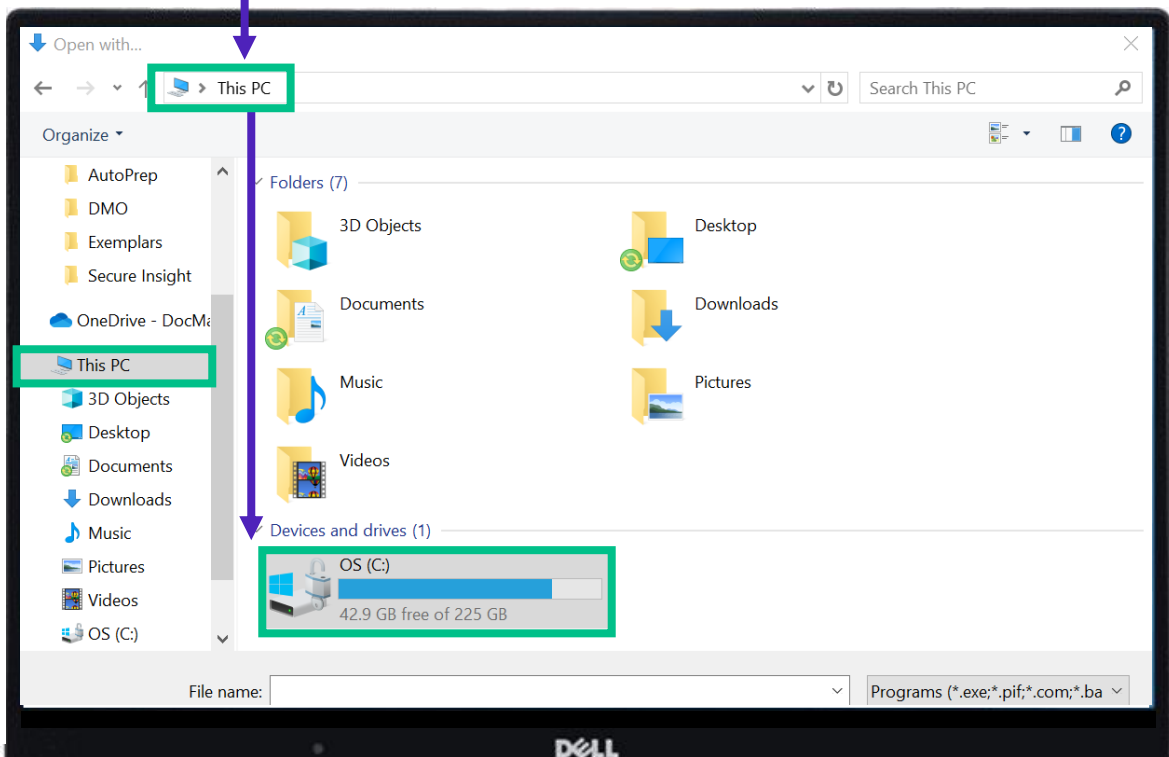 Open with...
This PC
Search This PC
Organize
?
AutoPrep
DMO
Exemplars
Secure Insight
OneDrive - DocMa
This PC
3D Objects
Desktop
Documents
Downloads
Music
Pictures
Videos
OS (C:)
Folders (7)
3D Objects
Desktop
Documents
Downloads
Music
Pictures
Videos
Devices and drives (1)
OS (C:)
42.9 GB free of 225 GB
File name:
Programs (*.exe;*.pif;*.com;*.ba
DELL